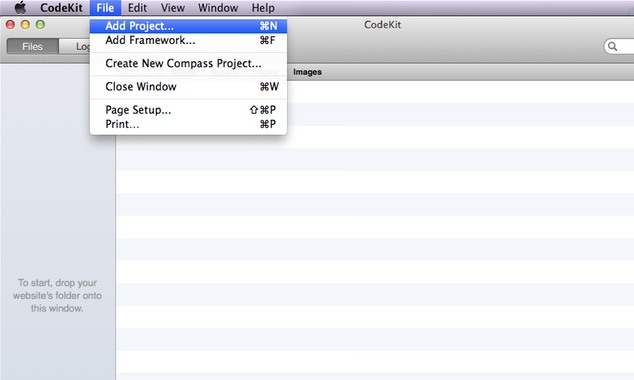 CodeKit File Edit View Window Help
CodeKit
Add Project... ⌘N
Add Framework... ⌘F
Create New Compass Project...
Close Window ⌘W
Page Setup... ⇧⌘P
Print... ⌘P
Files
Images
To start, drop your
website's folder onto
this window.